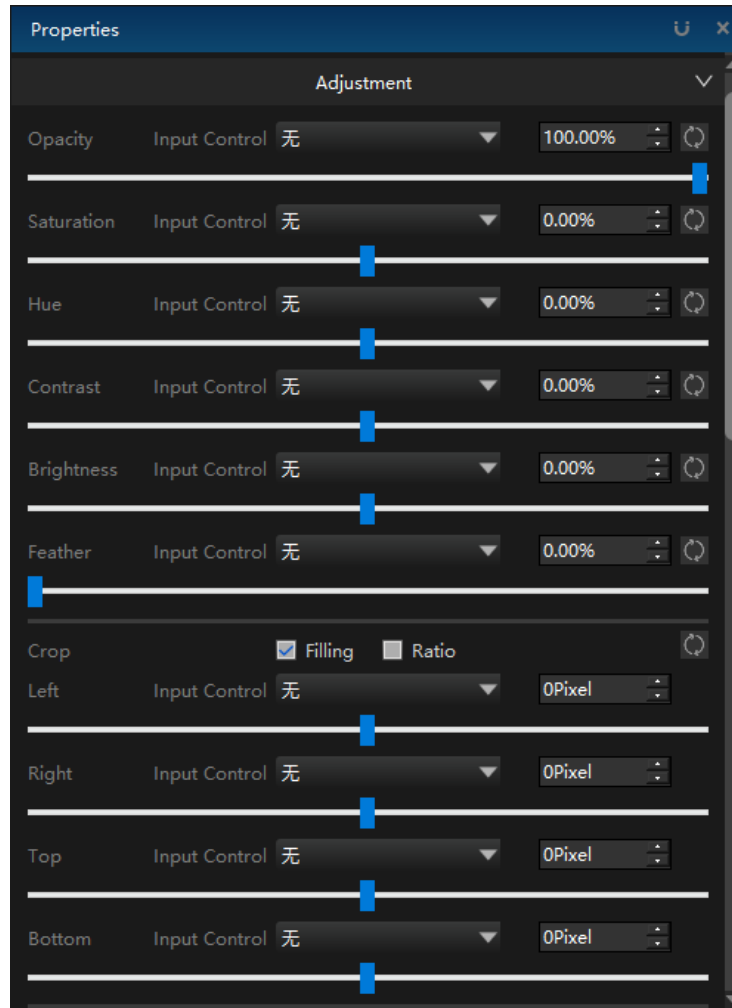 Properties
Adjustment
Opacity Input Control 无 100.00%
Saturation Input Control 无 0.00%
Hue Input Control 无 0.00%
Contrast Input Control 无 0.00%
Brightness Input Control 无 0.00%
Feather Input Control 无 0.00%
Crop Filling Ratio
Left Input Control 无 0Pixel
Right Input Control 无 0Pixel
Top Input Control 无 0Pixel
Bottom Input Control 无 0Pixel